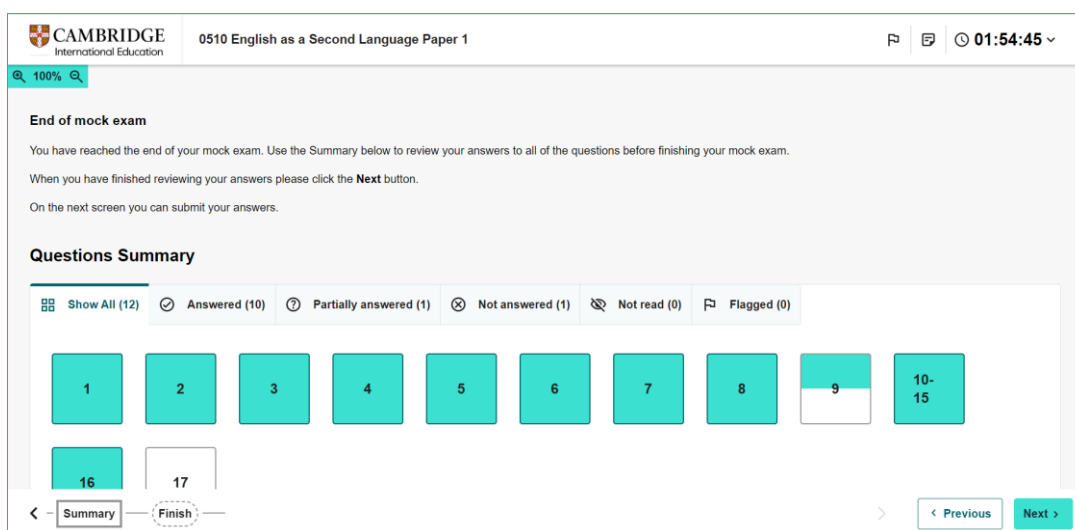 CAMBRIDGE
International Education
0510 English as a Second Language Paper 1
01:54:45
100%
End of mock exam
You have reached the end of your mock exam. Use the Summary below to review your answers to all of the questions before finishing your mock exam.
When you have finished reviewing your answers please click the Next button.
On the next screen you can submit your answers.
Questions Summary
Show All (12) Answered (10) Partially answered (1) Not answered (1) Not read (0) Flagged (0)
1 2 3 4 5 6 7 8 9 10-
15
16 17
Summary Finish Previous Next